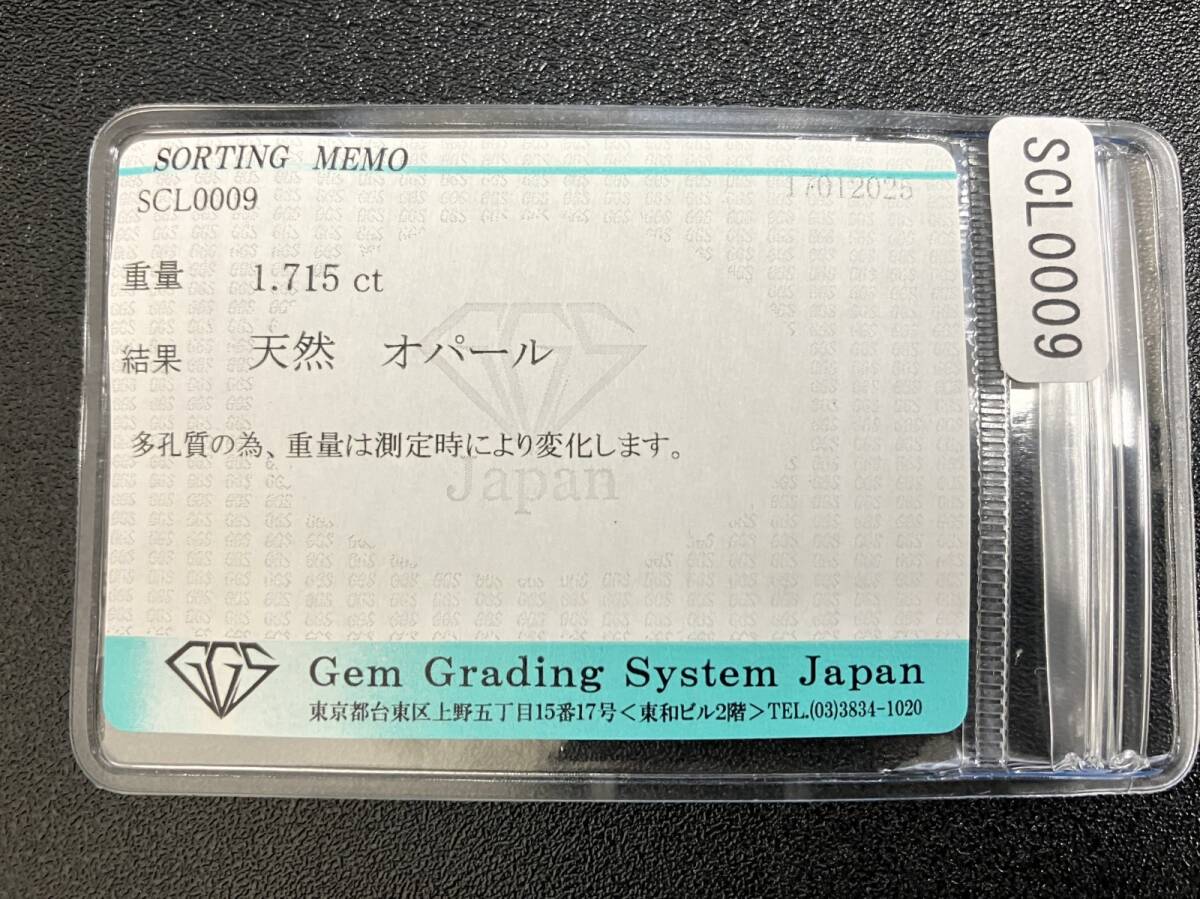 SORTING MEMO
SCL0009
17012025
重量 1.715 ct
結果 天然 オパール
多孔質の為、重量は測定時により変化します。
GGS
Japan
GGS
Gem Grading System Japan
東京都台東区上野五丁目15番17号＜東和ビル2階＞TEL.(03)3834-1020
SCL0009